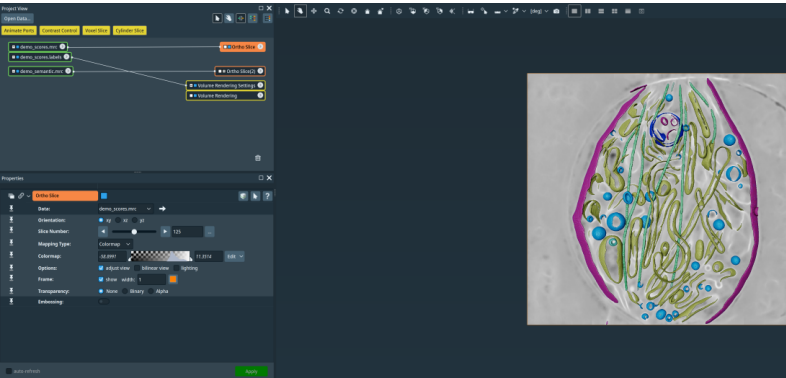 Project View
Open Data...
Animate Ports Contrast Control Voxel Slice Cylinder Slice
demo_scores.mrc Ortho Slice
demo_scores.labels
demo_semantic.mrc Ortho Slice(2)
Volume Rendering Settings
Volume Rendering
(deg)
Properties
Ortho Slice ?
Data: demo_scores.mrc
Orientation: xy xz yz
Slice Number: 125 ...
Mapping Type: Colormap
Colormap: 11.3514 Edit
Options: adjust view bilinear view lighting
Frame: show width: 1
Transparency: None Binary Alpha
Embossing:
auto-refresh Apply